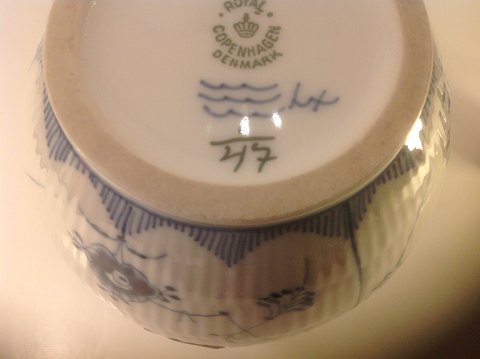 ROYAL
COPENHAGEN
DENMARK
47